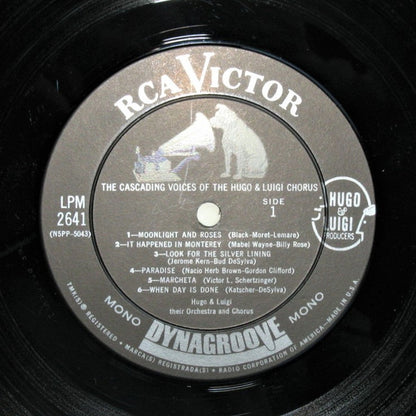 RCA VICTOR
THE CASCADING VOICES OF THE HUGO & LUIGI CHORUS
LPM
2641
(N5PP-5043)
SIDE
1
HUGO
&
LUIGI
PRODUCERS
1—MOONLIGHT AND ROSES (Black-Moret-Lemare)
2—IT HAPPENED IN MONTEREY (Mabel Wayne-Billy Rose)
3—LOOK FOR THE SILVER LINING
(Jerome Kern-Bud DeSylva)
4—PARADISE (Nacio Herb Brown-Gordon Clifford)
5—MARCHETA (Victor L. Schertzinger)
6—WHEN DAY IS DONE (Katscher-DeSylva)
Hugo & Luigi
their Orchestra and Chorus
MONO
DYNAGROOVE
MONO
TMK(S) ® REGISTERED • MARCA(S) REGISTRADA(S) • RADIO CORPORATION OF AMERICA—MADE IN U.S.A.